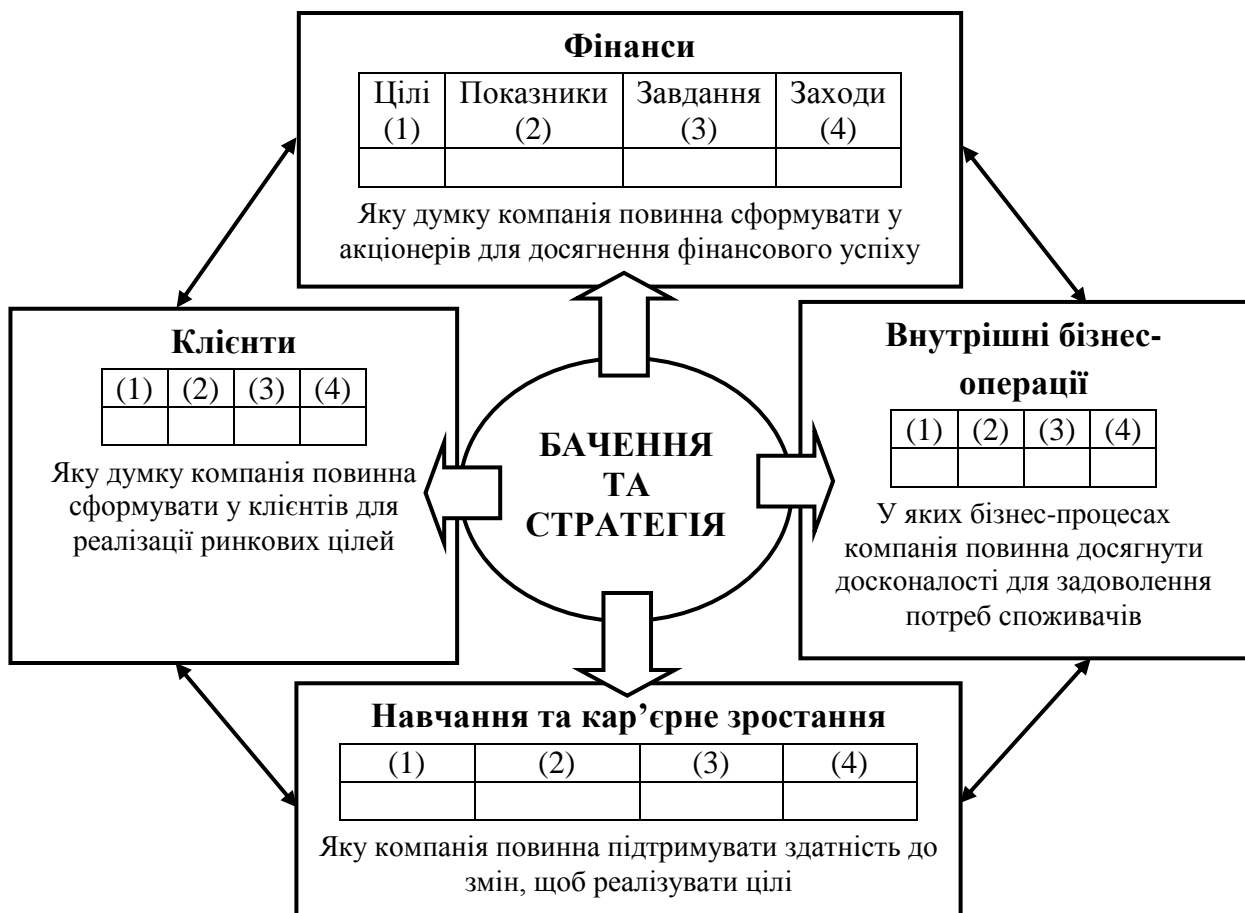 Фінанси
Цілі Показники Завдання Заходи
(1) (2) (3) (4)
Яку думку компанія повинна сформувати у
акціонерів для досягнення фінансового успіху
Клієнти
(1) (2) (3) (4)
Яку думку компанія повинна
сформувати у клієнтів для
реалізації ринкових цілей
БАЧЕННЯ
ТА
СТРАТЕГІЯ
Внутрішні бізнес-
операції
(1) (2) (3) (4)
У яких бізнес-процесах
компанія повинна досягнути
досконалості для задоволення
потреб споживачів
Навчання та кар’єрне зростання
(1) (2) (3) (4)
Яку компанія повинна підтримувати здатність до
змін, щоб реалізувати цілі